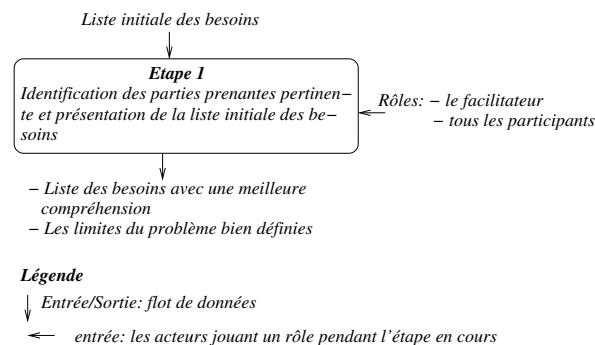 Liste initiale des besoins
Etape 1
Identification des parties prenantes pertinen−
te et présentation de la liste initiale des be−
soins
Rôles: − le facilitateur
− tous les participants
− Liste des besoins avec une meilleure
compréhension
− Les limites du problème bien définies
Légende
Entrée/Sortie: flot de données
entrée: les acteurs jouant un rôle pendant l'étape en cours